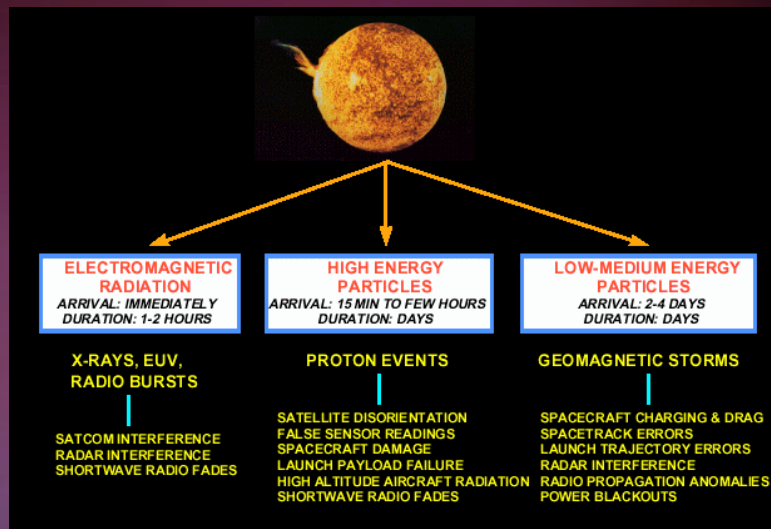 ELECTROMAGNETIC
RADIATION
ARRIVAL: IMMEDIATELY
DURATION: 1-2 HOURS
X-RAYS, EUV,
RADIO BURSTS
SATCOM INTERFERENCE
RADAR INTERFERENCE
SHORTWAVE RADIO FADES
HIGH ENERGY
PARTICLES
ARRIVAL: 15 MIN TO FEW HOURS
DURATION: DAYS
PROTON EVENTS
SATELLITE DISORIENTATION
FALSE SENSOR READINGS
SPACECRAFT DAMAGE
LAUNCH PAYLOAD FAILURE
HIGH ALTITUDE AIRCRAFT RADIATION
SHORTWAVE RADIO FADES
LOW-MEDIUM ENERGY
PARTICLES
ARRIVAL: 2-4 DAYS
DURATION: DAYS
GEOMAGNETIC STORMS
SPACECRAFT CHARGING & DRAG
SPACETRACK ERRORS
LAUNCH TRAJECTORY ERRORS
RADAR INTERFERENCE
RADIO PROPAGATION ANOMALIES
POWER BLACKOUTS